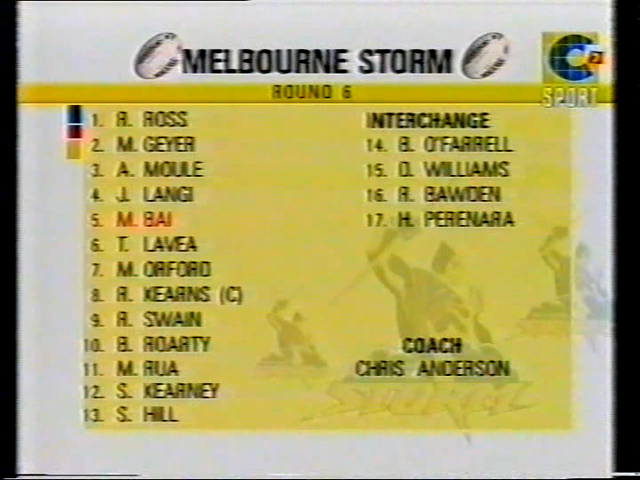 MELBOURNE STORM
ROUND 6
C7
SPORT
1. R. ROSS
2. M. GEYER
3. A. MOULE
4. J. LANGI
5. M. BAI
6. T. LAVEA
7. M. ORFORD
8. R. KEARNS (C)
9. R. SWAIN
10. B. ROARTY
11. M. RUA
12. S. KEARNEY
13. S. HILL
INTERCHANGE
14. B. O'FARRELL
15. D. WILLIAMS
16. R. BAWDEN
17. H. PERENARA
COACH
CHRIS ANDERSON
STORM